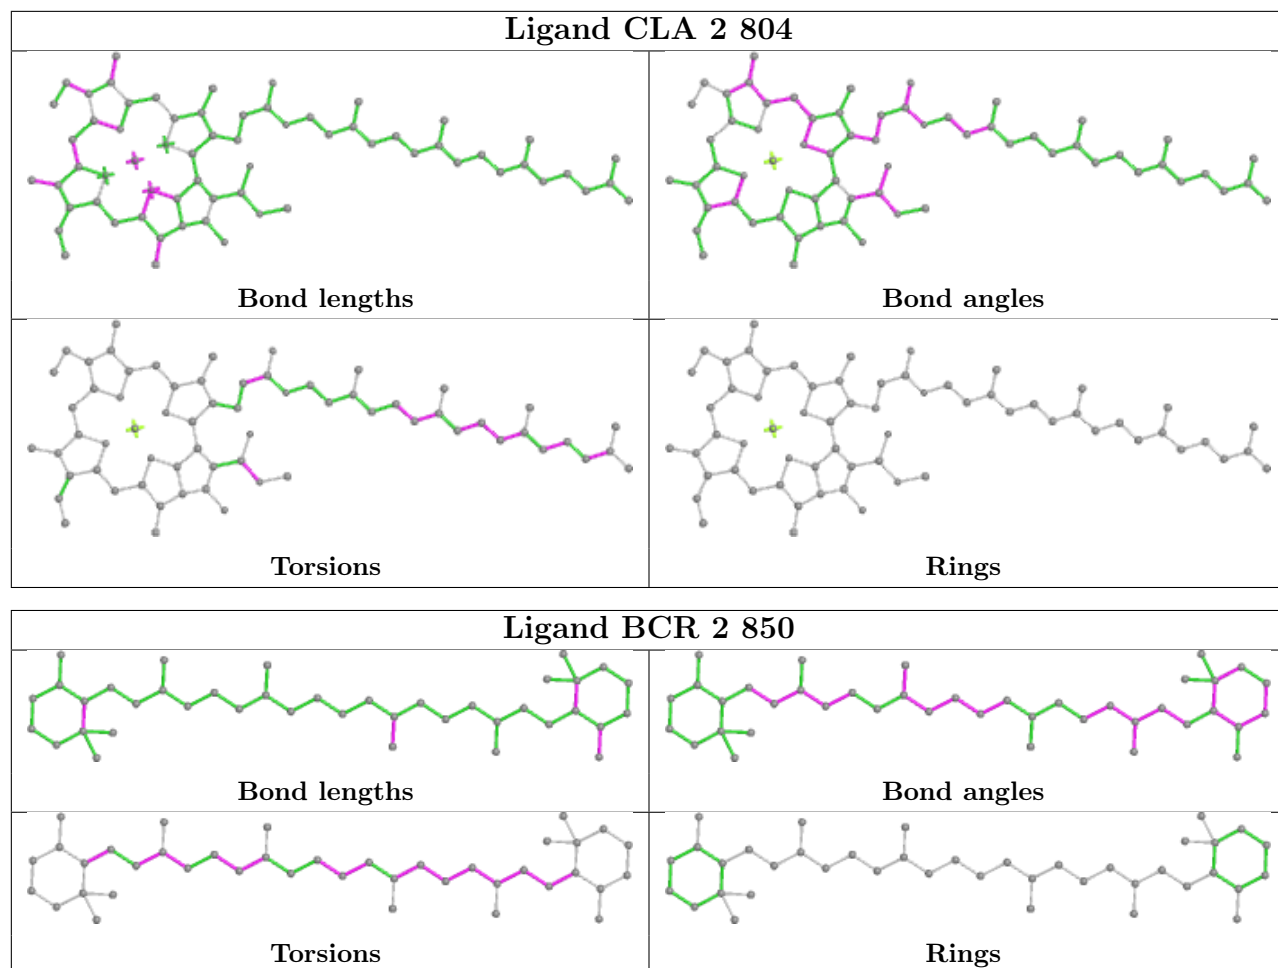 Ligand CLA 2 804
Bond lengths
Bond angles
Torsions
Rings
Ligand BCR 2 850
Bond lengths
Bond angles
Torsions
Rings